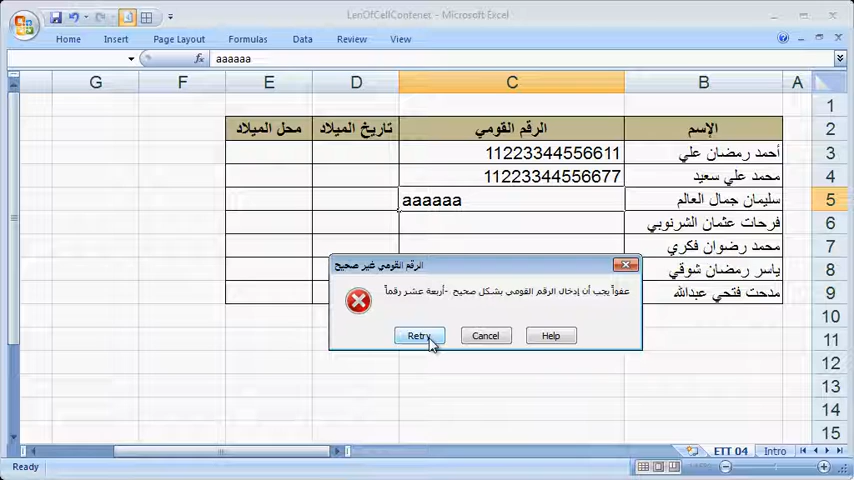 LenOfCellContenet - Microsoft Excel
Home Insert Page Layout Formulas Data Review View
aaaaaa
G F E D C B A
1
محل الميلاد تاريخ الميلاد الرقم القومي الإسم 2
11223344556611 أحمد رمضان علي 3
11223344556677 محمد علي سعيد 4
aaaaaa سليمان جمال العالم 5
فرحات عثمان الشرنوبي 6
محمد رضوان فكري 7
ياسر رمضان شوقي 8
مدحت فتحي عبدالله 9
10
11
12
13
14
15
الرقم القومي غير صحيح
عفواً يجب أن إدخال الرقم القومي بشكل صحيح -أربعة عشر رقماً
Retry Cancel Help
ETT 04 Intro
Ready